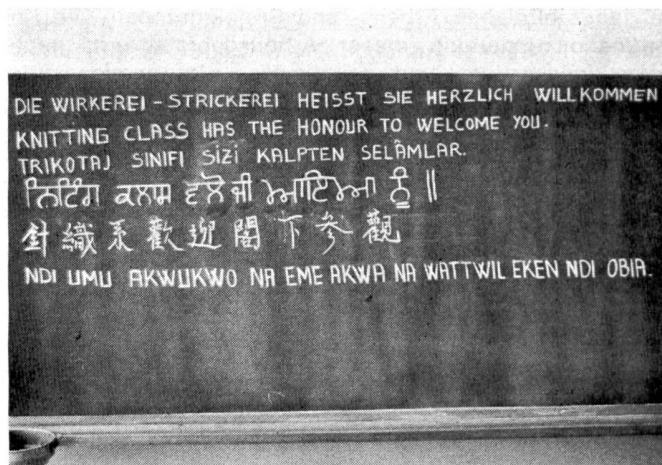 DIE WIRKEREI - STRICKEREI HEISST SIE HERZLICH WILLKOMMEN
KNITTING CLASS HAS THE HONOUR TO WELCOME YOU.
TRIKOTAJ SINIFI SİZİ KALPTEN SELÂMLAR.
ਨਿਟਿੰਗ ਕਲਾਸ ਵਲੋ ਜੀ ਆਇਆ ਨੂੰ ॥
針織系歡迎閣下參觀
NDI UMU AKWUKWO NA EME AKWA NA WATTWIL EKEN NDI OBIA.